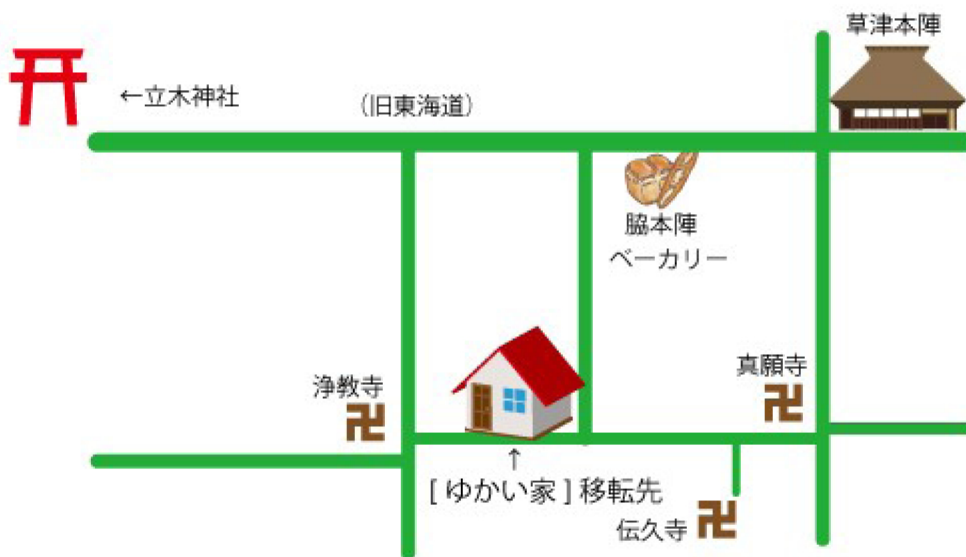 草津本陣
←立木神社
（旧東海道）
脇本陣
ベーカリー
真願寺
浄教寺
↑
[ ゆかい家 ] 移転先
伝久寺